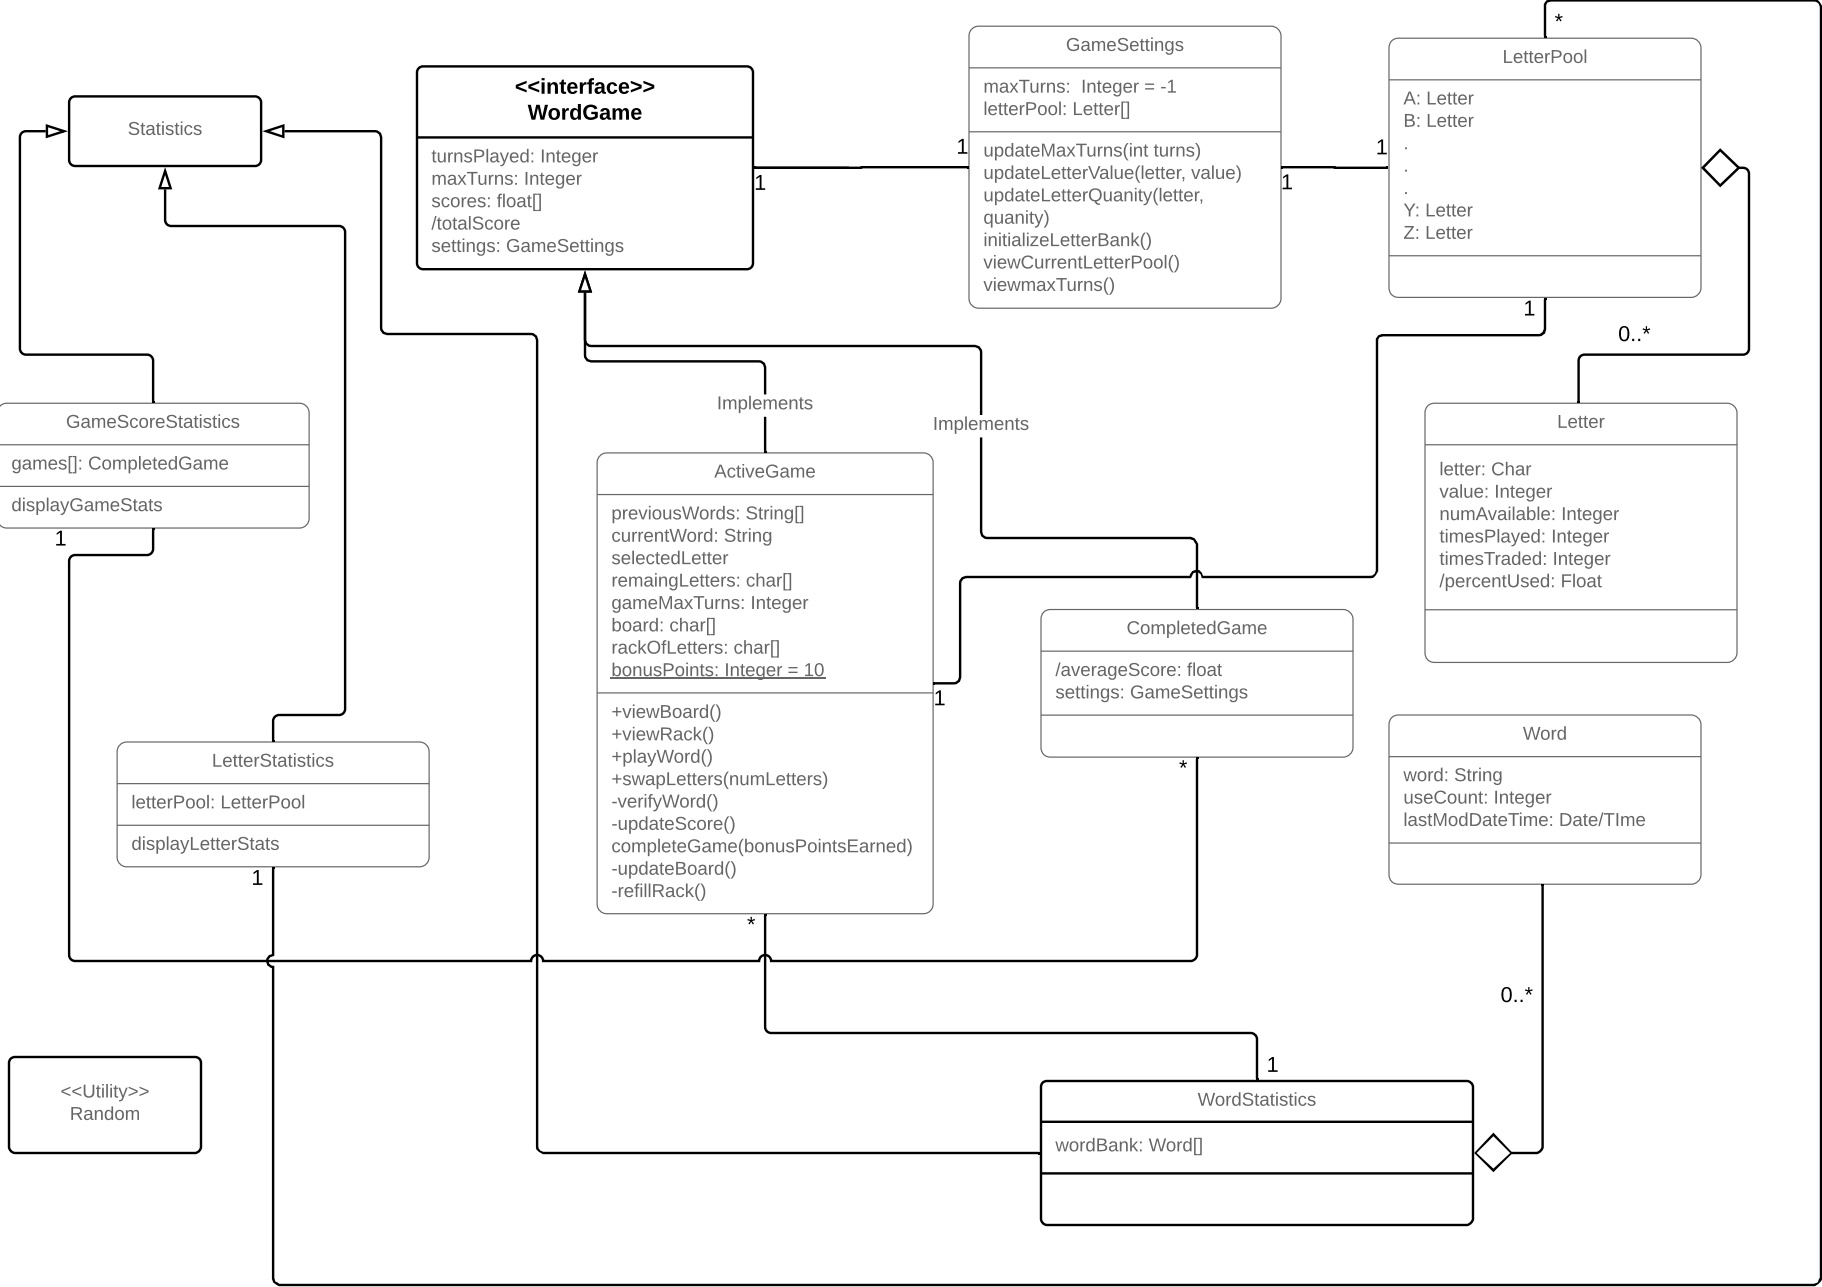 Statistics
<<interface>>
WordGame
turnsPlayed: Integer
maxTurns: Integer
scores: float[]
/totalScore
settings: GameSettings
1
1
GameSettings
maxTurns:  Integer = -1
letterPool: Letter[]
updateMaxTurns(int turns)
updateLetterValue(letter, value)
updateLetterQuanity(letter,
quanity)
initializeLetterBank()
viewCurrentLetterPool()
viewmaxTurns()
1
1
*
LetterPool
A: Letter
B: Letter
.
.
.
Y: Letter
Z: Letter
1
0..*
GameScoreStatistics
games[]: CompletedGame
displayGameStats
1
Implements
Implements
ActiveGame
previousWords: String[]
currentWord: String
selectedLetter
remaingLetters: char[]
gameMaxTurns: Integer
board: char[]
rackOfLetters: char[]
bonusPoints: Integer = 10
+viewBoard()
+viewRack()
+playWord()
+swapLetters(numLetters)
-verifyWord()
-updateScore()
completeGame(bonusPointsEarned)
-updateBoard()
-refillRack()
1
*
CompletedGame
/averageScore: float
settings: GameSettings
*
Letter
letter: Char
value: Integer
numAvailable: Integer
timesPlayed: Integer
timesTraded: Integer
/percentUsed: Float
LetterStatistics
letterPool: LetterPool
displayLetterStats
1
Word
word: String
useCount: Integer
lastModDateTime: Date/TIme
0..*
1
WordStatistics
wordBank: Word[]
<<Utility>>
Random